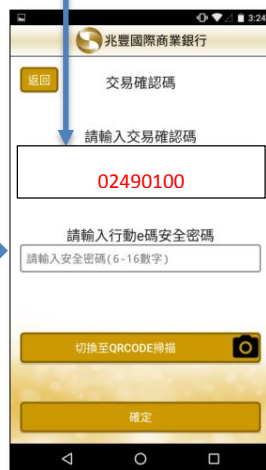 3:24
兆豐國際商業銀行
返回
交易確認碼
請輸入交易確認碼
02490100
請輸入行動e碼安全密碼
請輸入安全密碼(6-16數字)
切換至QRCODE掃描
確定